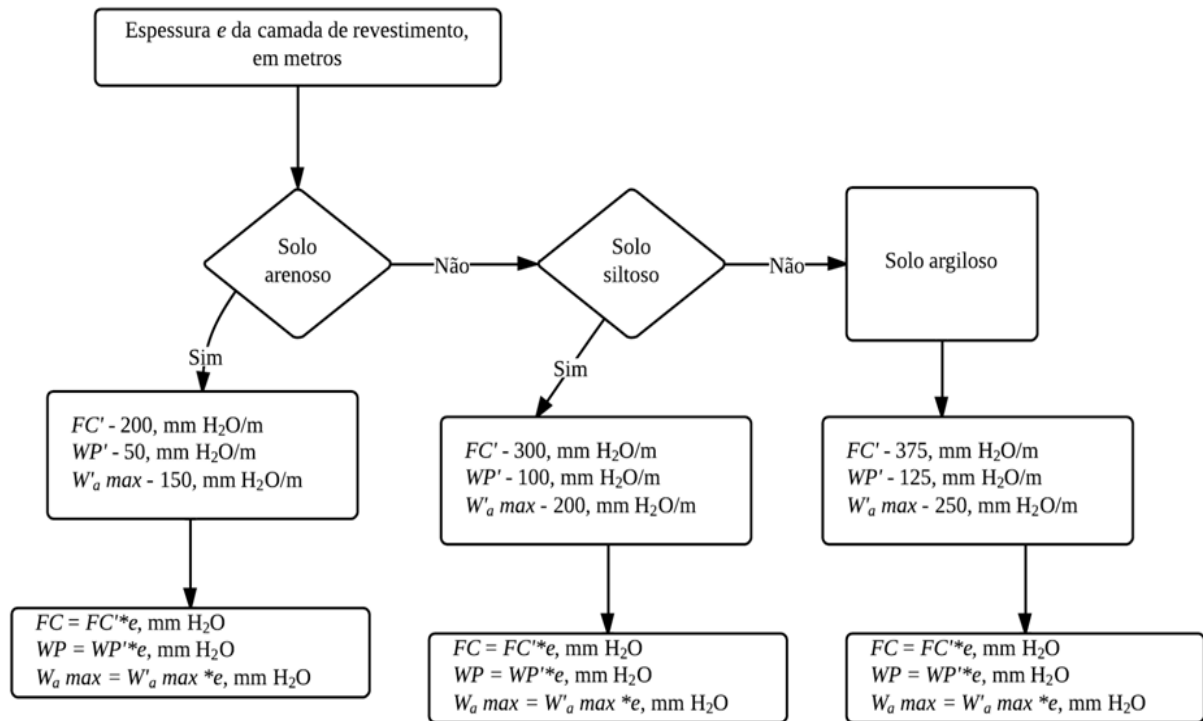 Espessura e da camada de revestimento,
em metros
Solo
arenoso
Não
Solo
siltoso
Não
Solo argiloso
Sim
Sim
FC' - 200, mm H₂O/m
WP' - 50, mm H₂O/m
W'ₐ max - 150, mm H₂O/m
FC' - 300, mm H₂O/m
WP' - 100, mm H₂O/m
W'ₐ max - 200, mm H₂O/m
FC' - 375, mm H₂O/m
WP' - 125, mm H₂O/m
W'ₐ max - 250, mm H₂O/m
FC = FC'*e, mm H₂O
WP = WP'*e, mm H₂O
Wₐ max = W'ₐ max *e, mm H₂O
FC = FC'*e, mm H₂O
WP = WP'*e, mm H₂O
Wₐ max = W'ₐ max *e, mm H₂O
FC = FC'*e, mm H₂O
WP = WP'*e, mm H₂O
Wₐ max = W'ₐ max *e, mm H₂O